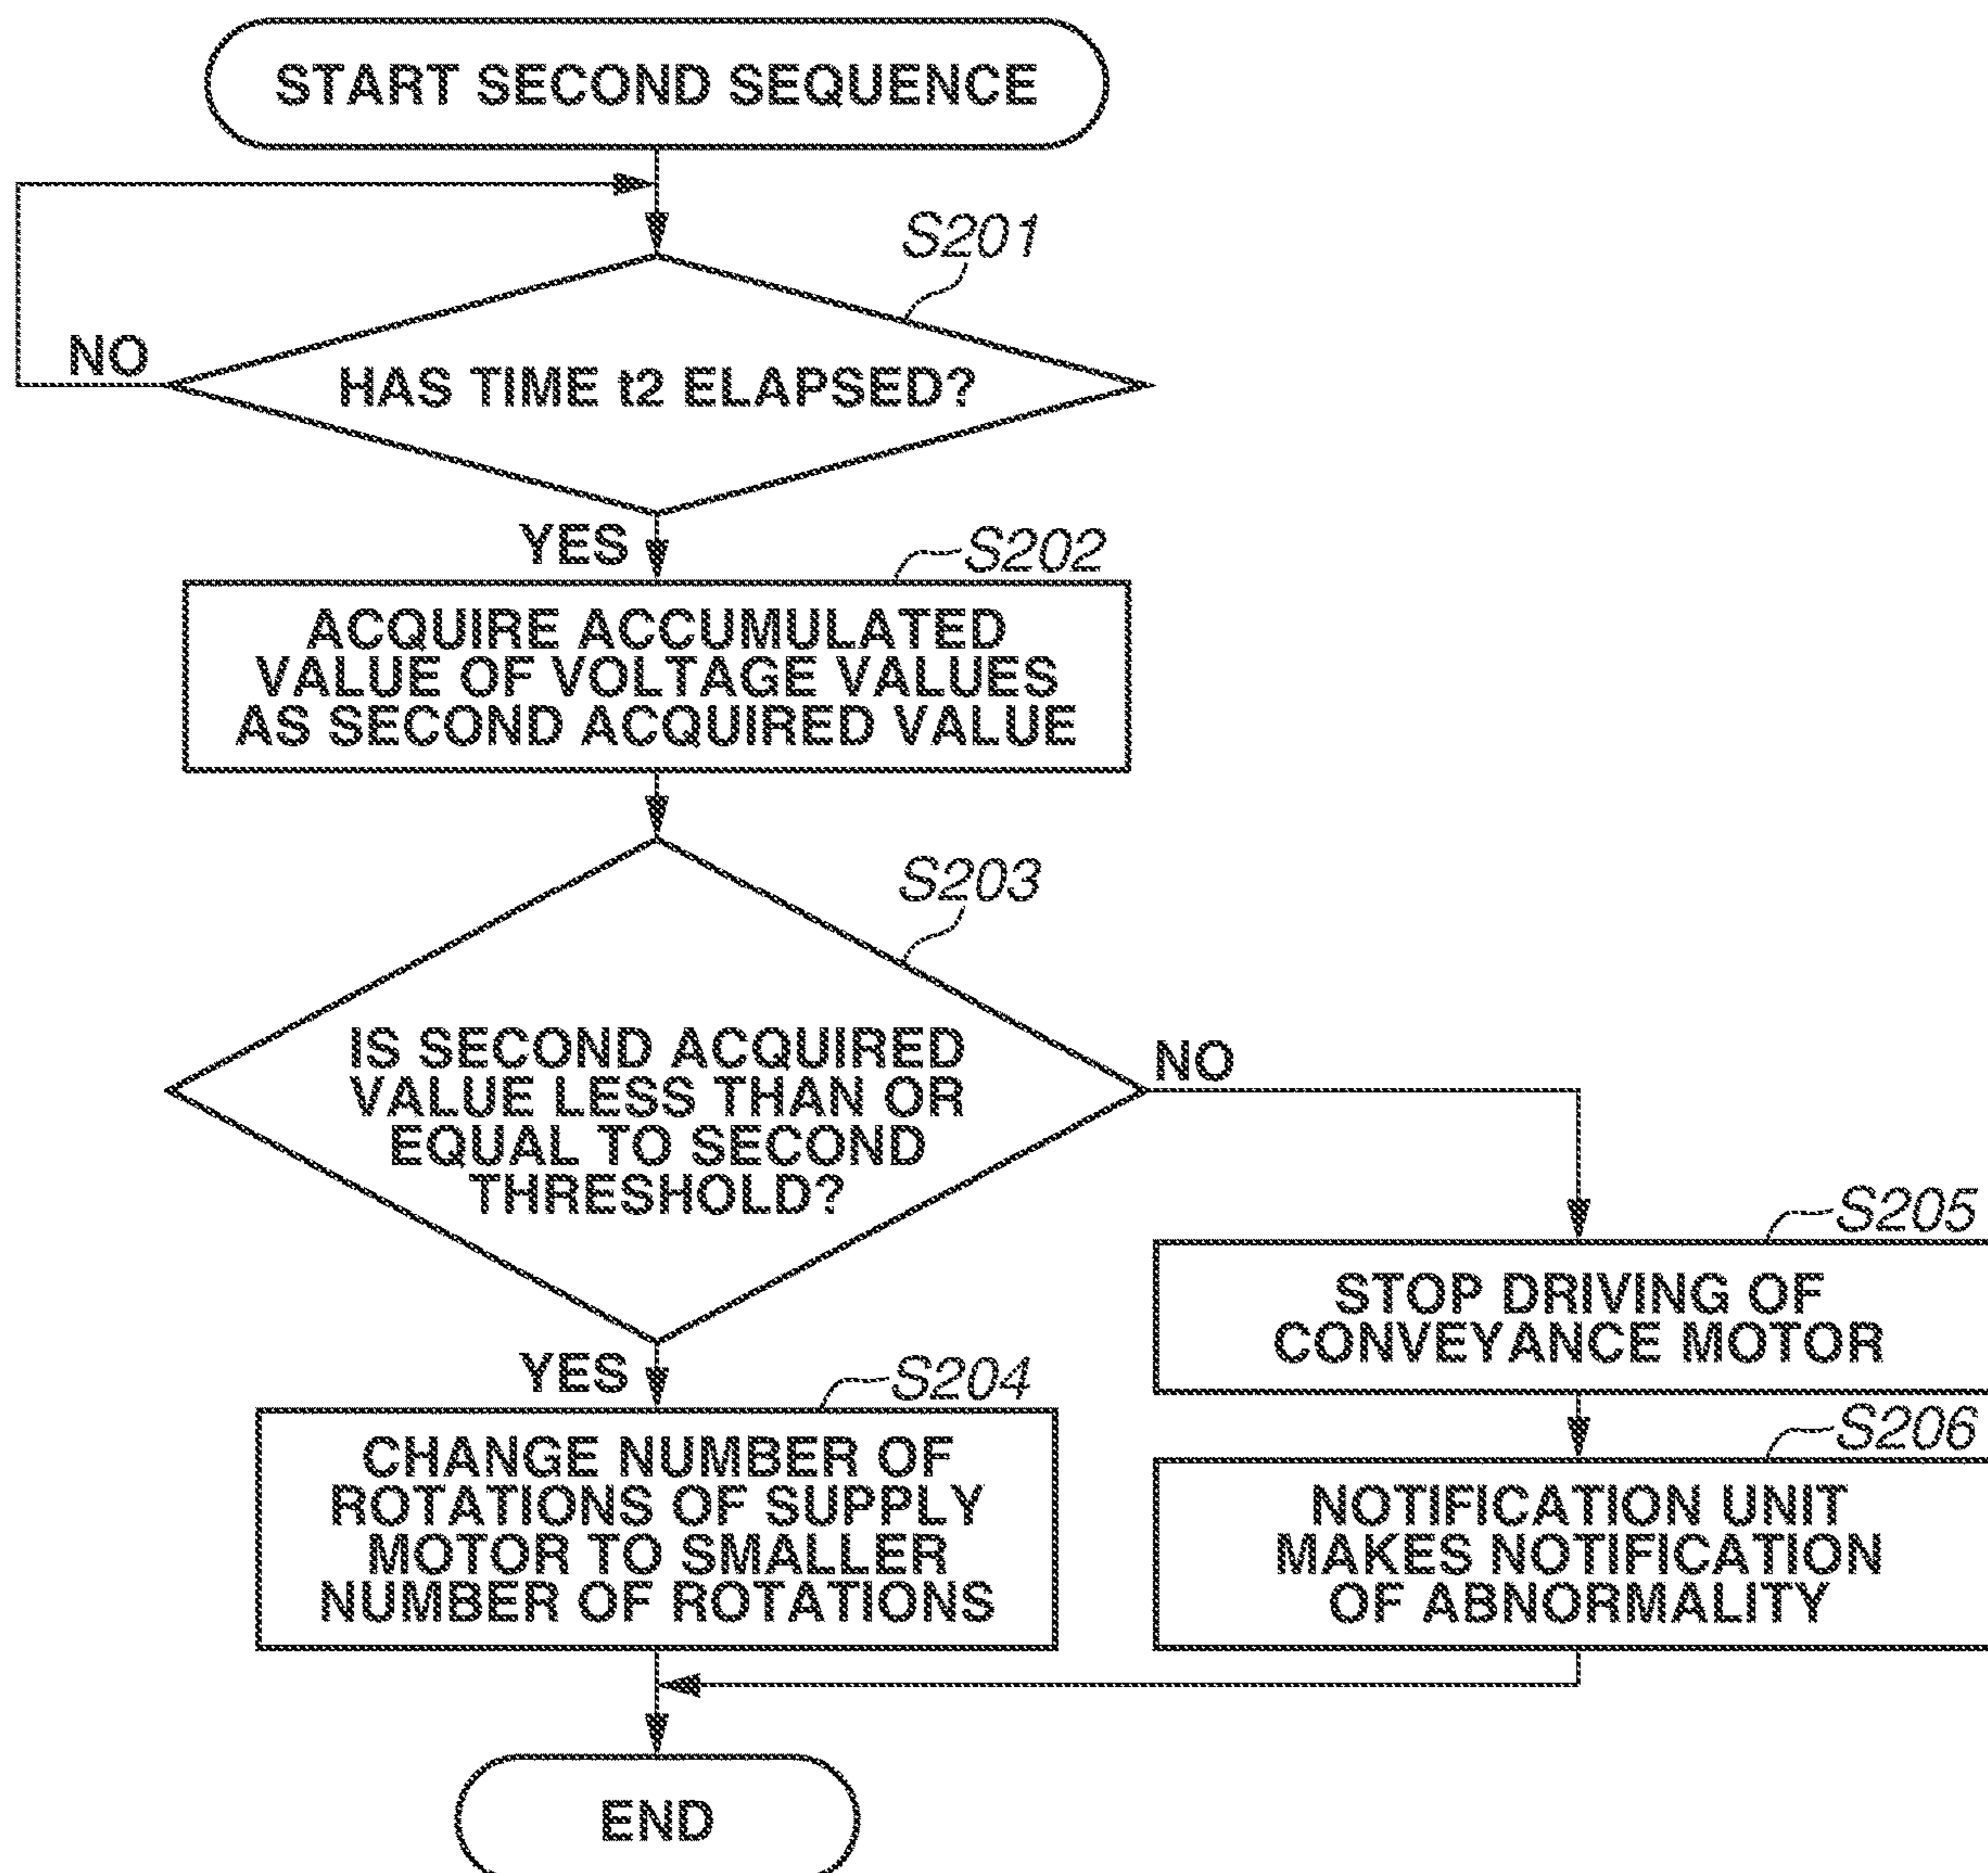 START SECOND SEQUENCE
S201
NO
HAS TIME t2 ELAPSED?
YES
S202
ACQUIRE ACCUMULATED
VALUE OF VOLTAGE VALUES
AS SECOND ACQUIRED VALUE
S203
IS SECOND ACQUIRED
VALUE LESS THAN OR
EQUAL TO SECOND
THRESHOLD?
NO
YES
S204
CHANGE NUMBER OF
ROTATIONS OF SUPPLY
MOTOR TO SMALLER
NUMBER OF ROTATIONS
S205
STOP DRIVING OF
CONVEYANCE MOTOR
S206
NOTIFICATION UNIT
MAKES NOTIFICATION
OF ABNORMALITY
END